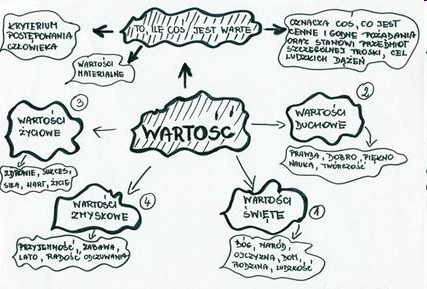 KRYTERIUM
POSTĘPOWANIA
CZŁOWIEKA
TO, ILE COŚ JEST WARTE
OZNACZA COŚ, CO JEST
CENNE I GODNE POŻĄDANIA
ORAZ STANOWI PRZEDMIOT
SZCZEGÓLNEJ TROSKI, CEL
LUDZKICH DĄŻEŃ
WARTOŚCI
MATERIALNE
3
WARTOŚCI
ŻYCIOWE
ZDROWIE, SUKCES,
SIŁA, HART, ŻYCIE
WARTOŚĆ
2
WARTOŚCI
DUCHOWE
PRAWDA, DOBRO, PIĘKNO
NAUKA, TWÓRCZOŚĆ
4
WARTOŚCI
ZMYSŁOWE
PRZYJEMNOŚĆ, ZABAWA,
LATO, RADOŚĆ ODCZUWANIA
WARTOŚCI
ŚWIĘTE
1
BÓG, NARÓD,
OJCZYZNA, DOM,
RODZINA, LUDZKOŚĆ